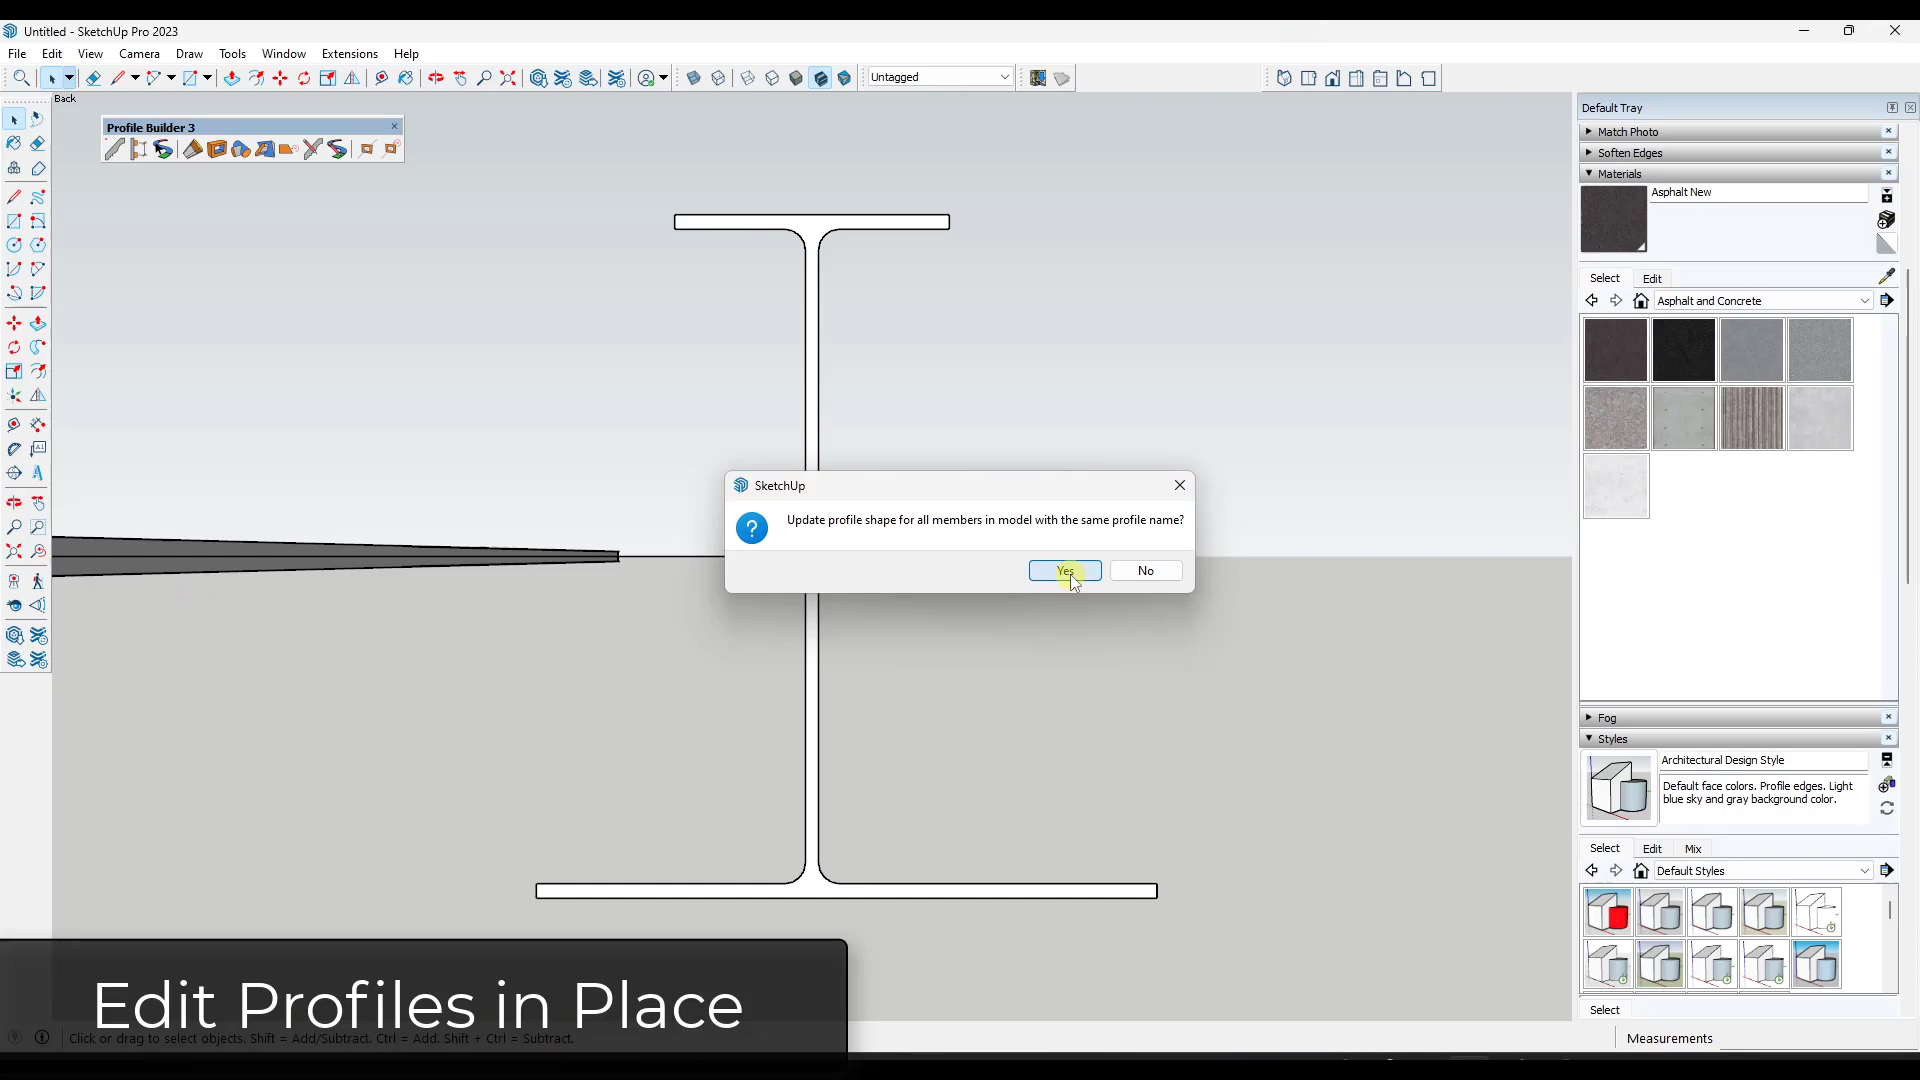 Untitled - SketchUp Pro 2023
File Edit View Camera Draw Tools Window Extensions Help
Untagged
Back
Profile Builder 3
Default Tray
Match Photo
Soften Edges
Materials
Asphalt New
Select Edit
Asphalt and Concrete
SketchUp
Update profile shape for all members in model with the same profile name?
Yes No
Fog
Styles
Architectural Design Style
Default face colors. Profile edges. Light
blue sky and gray background color.
Select Edit Mix
Default Styles
Select
Edit Profiles in Place
Click or drag to select objects. Shift = Add/Subtract. Ctrl = Add. Shift + Ctrl = Subtract.
Measurements